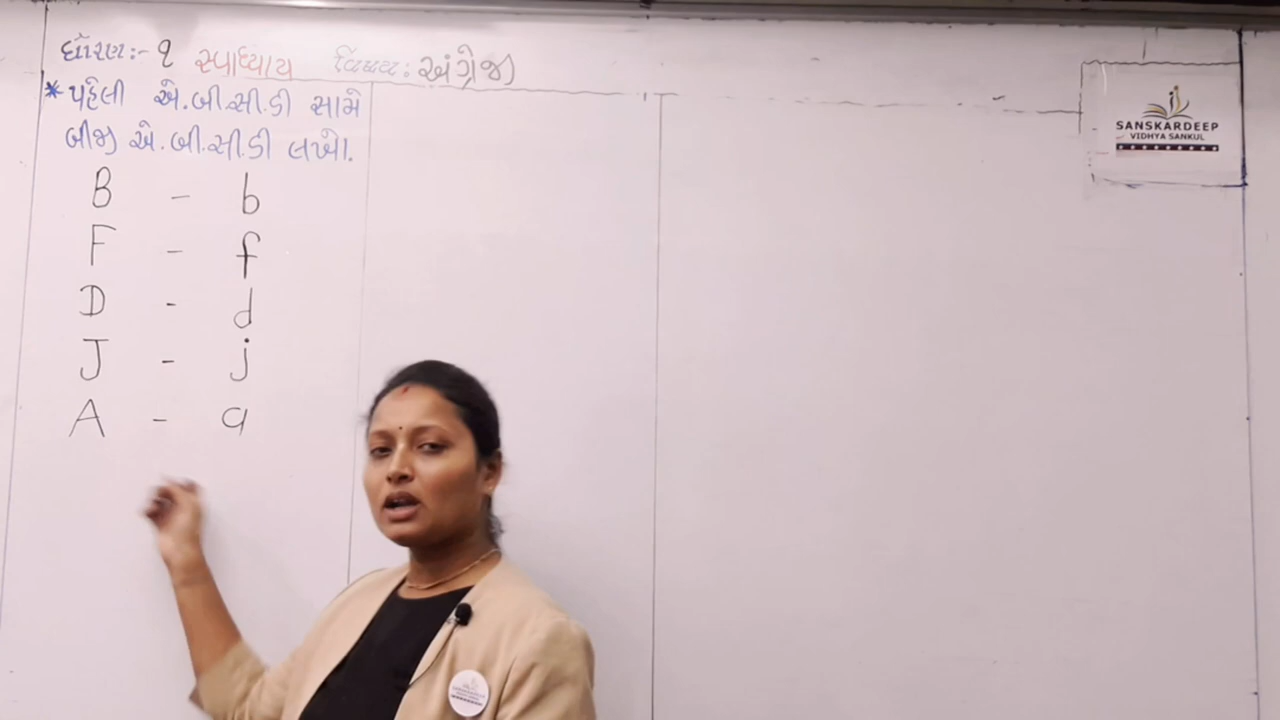 ધોરણ:- ૧ સ્વાધ્યાય વિષય: અંગ્રેજી
* પહેલી એ.બી.સી.ડી સામે
બીજી એ.બી.સી.ડી લખો.
B - b
F - f
D - d
J - j
A - a
SANSKARDEEP
VIDHYA SANKUL